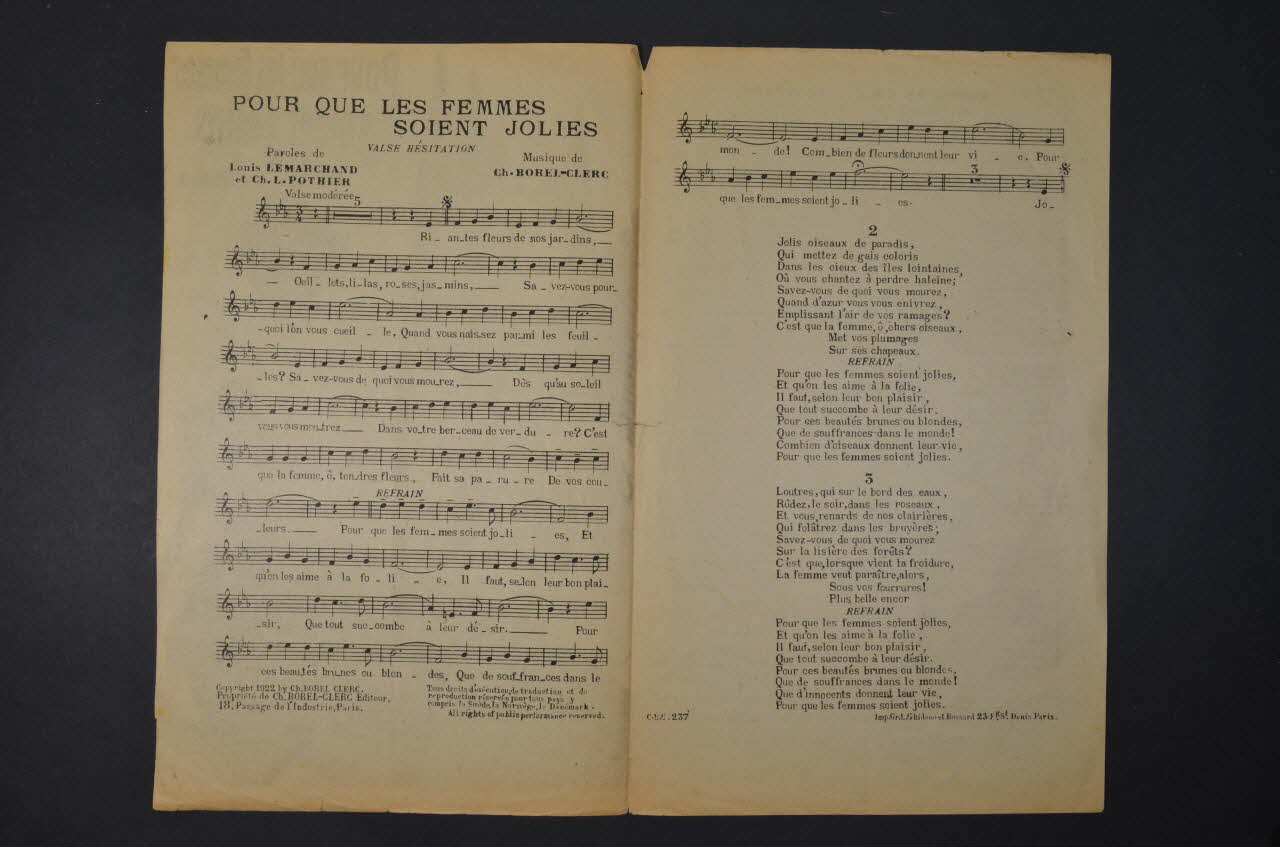 POUR QUE LES FEMMES
SOIENT JOLIES
VALSE HÉSITATION
Paroles de
Louis LEMARCHAND
et Ch. L. POTHIER
Musique de
Ch. BOREL-CLERC
Valse modérée
5
Ri - an-tes fleurs de nos jar-dins,
Oeil - lets, li-las, ro-ses, jas-mins, Sa - vez-vous pour-
-quoi l'on vous cueil - le, Quand vous nais-sez par-mi les feuil -
-les? Sa - vez-vous de quoi vous mou-rez, Dès qu'au so-leil
vous vous mon-trez Dans vo-tre ber-ceau de ver-du - re? C'est
que la femme, ô, ten-dres fleurs, Fait sa pa - ru - re De vos cou-
REFRAIN
-leurs. Pour que les fem-mes soient jo-li - es, Et
qu'on les aime à la fo - li - e, Il faut, se-lon leur bon plai-
-sir, Que tout suc-combe à leur dé-sir. Pour
ces beau-tés bru-nes ou blon - des, Que de souf-fran-ces dans le
Copyright 1922 by Ch. BOREL CLERC.
Propriété de Ch. BOREL-CLERC Editeur,
18, Passage de l'Industrie, Paris.
Tous droits d'exécution, de traduction et de
reproduction réservés pour tous pays y
compris la Suède, la Norwège, le Danemark.
All rights of public performance reserved.
mon - de! Com-bien de fleurs donnent leur vi - e. Pour
3
que les fem-mes soient jo-li - es. Jo-
2
Jolis oiseaux de paradis,
Qui mettez de gais coloris
Dans les cieux des îles lointaines,
Où vous chantez à perdre haleine;
Savez-vous de quoi vous mourez,
Quand d'azur vous vous enivrez,
Emplissant l'air de vos ramages?
C'est que la femme, ô, chers oiseaux,
Met vos plumages
Sur ses chapeaux.
REFRAIN
Pour que les femmes soient jolies,
Et qu'on les aime à la folie,
Il faut, selon leur bon plaisir,
Que tout succombe à leur désir.
Pour ces beautés brunes ou blondes,
Que de souffrances dans le monde!
Combien d'oiseaux donnent leur vie,
Pour que les femmes soient jolies.
3
Loutres, qui sur le bord des eaux,
Rôdez, le soir, dans les roseaux,
Et vous, renards de nos clairières,
Qui folâtrez dans les bruyères;
Savez-vous de quoi vous mourez
Sur la lisière des forêts?
C'est que, lorsque vient la froidure,
La femme veut paraître, alors,
Sous vos fourrures!
Plus belle encor
REFRAIN
Pour que les femmes soient jolies,
Et qu'on les aime à la folie,
Il faut, selon leur bon plaisir,
Que tout succombe à leur désir.
Pour ces beautés brunes ou blondes,
Que de souffrances dans le monde!
Que d'innocents donnent leur vie,
Pour que les femmes soient jolies.
237
Denis Paris.